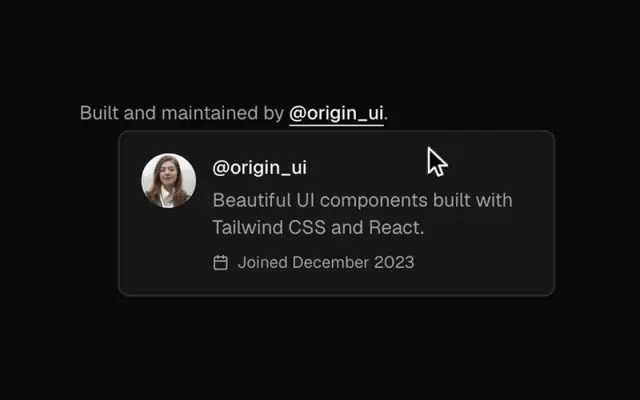 Built and maintained by @origin_ui.
@origin_ui
Beautiful UI components built with
Tailwind CSS and React.
Joined December 2023